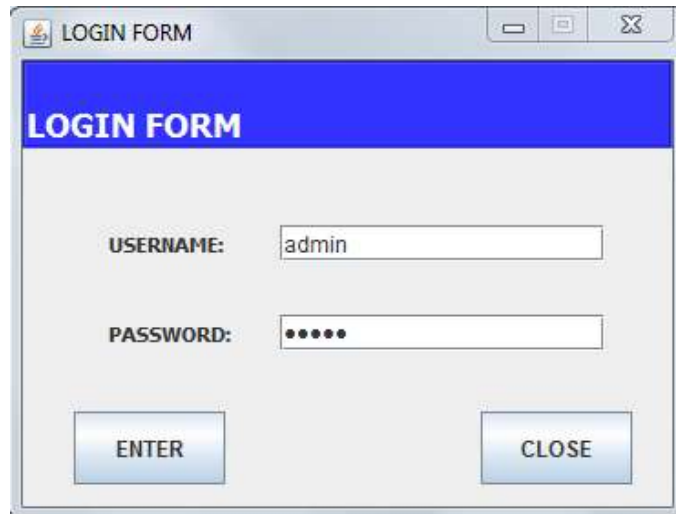 LOGIN FORM
LOGIN FORM
USERNAME: admin
PASSWORD: •••••
ENTER CLOSE